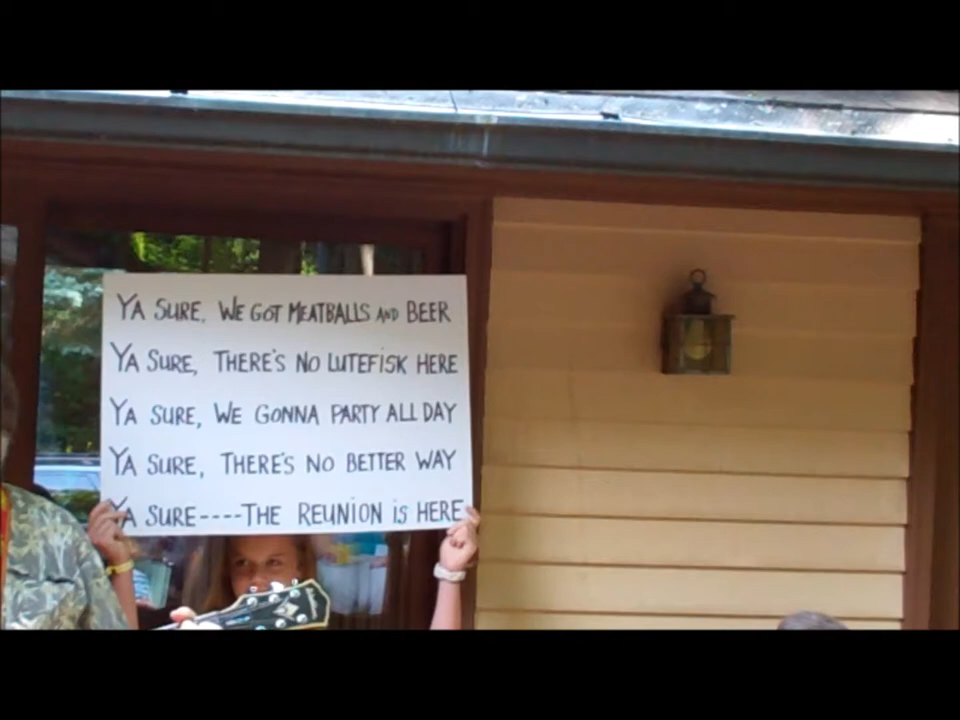 YA SURE, WE GOT MEATBALLS AND BEER
YA SURE, THERE'S NO LUTEFISK HERE
YA SURE, WE GONNA PARTY ALL DAY
YA SURE, THERE'S NO BETTER WAY
YA SURE----THE REUNION iS HERE